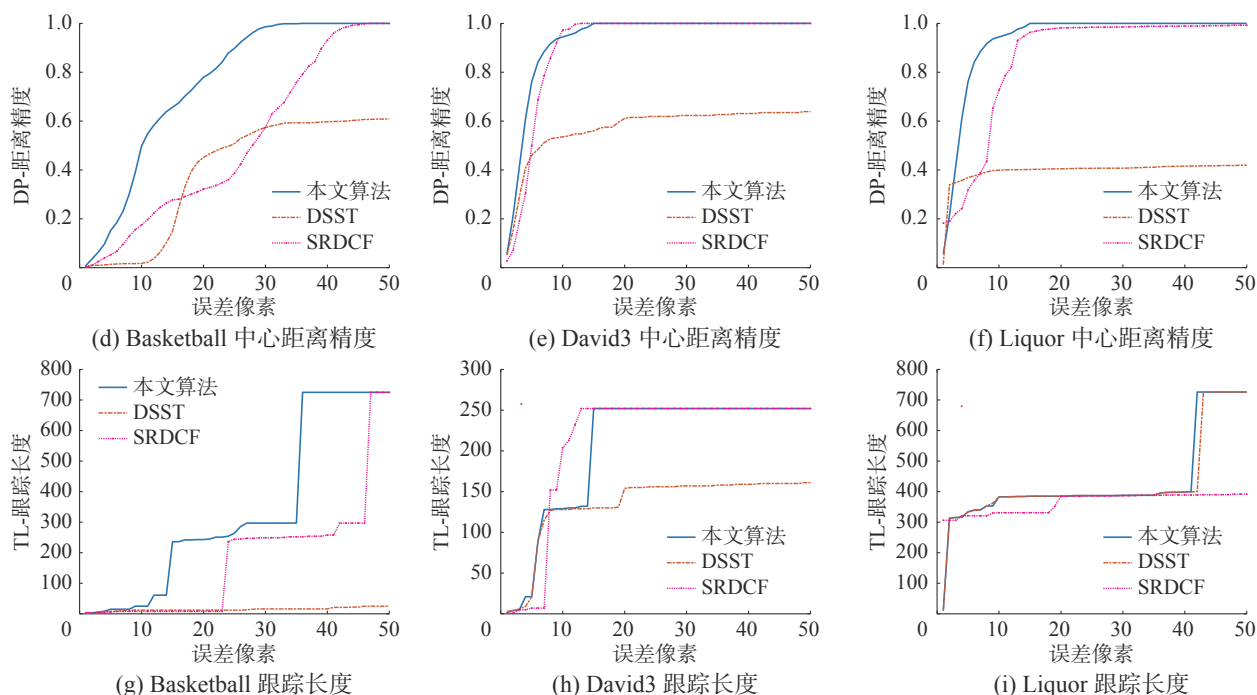 DP-距离精度
1.0
0.8
0.6
0.4
0.2
0 10 20 30 40 50
本文算法
DSST
SRDCF
误差像素
(d) Basketball 中心距离精度
DP-距离精度
1.0
0.8
0.6
0.4
0.2
0 10 20 30 40 50
本文算法
DSST
SRDCF
误差像素
(e) David3 中心距离精度
DP-距离精度
1.0
0.8
0.6
0.4
0.2
0 10 20 30 40 50
本文算法
DSST
SRDCF
误差像素
(f) Liquor 中心距离精度
TL-跟踪长度
800
700
600
500
400
300
200
100
0 10 20 30 40 50
本文算法
DSST
SRDCF
误差像素
(g) Basketball 跟踪长度
TL-跟踪长度
300
250
200
150
100
50
0 10 20 30 40 50
本文算法
DSST
SRDCF
误差像素
(h) David3 跟踪长度
TL-跟踪长度
800
700
600
500
400
300
200
100
0 10 20 30 40 50
本文算法
DSST
SRDCF
误差像素
(i) Liquor 跟踪长度